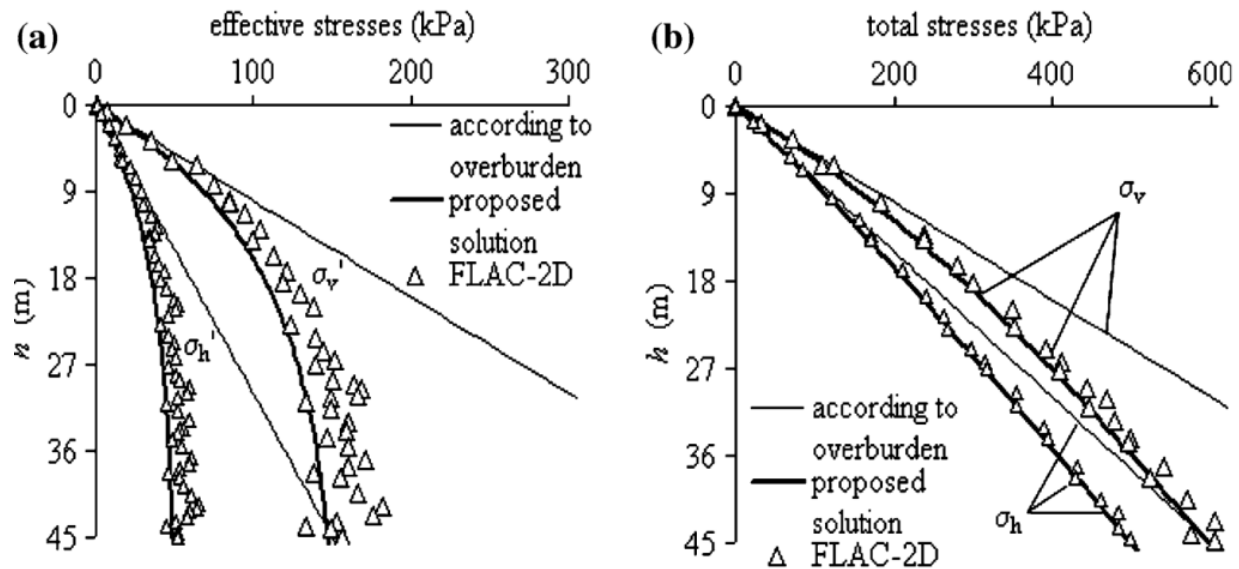 (a)
effective stresses (kPa)
0 100 200 300
0
9
18
27
36
45
h (m)
according to
overburden
proposed
solution
FLAC-2D
σv'
σh'
(b)
total stresses (kPa)
0 200 400 600
0
9
18
27
36
45
h (m)
σv
according to
overburden
proposed
solution
FLAC-2D
σh